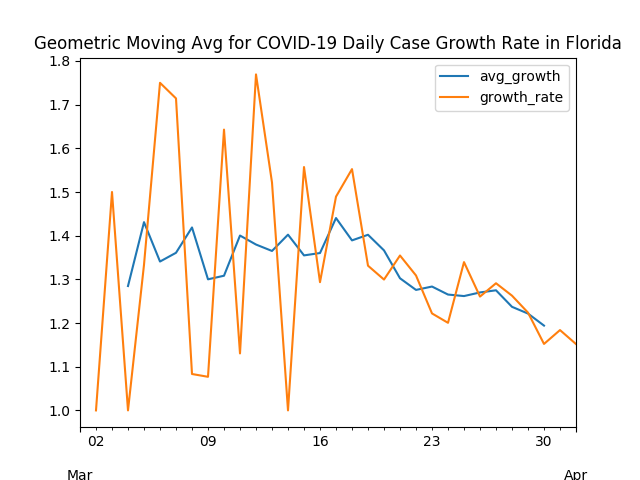 Geometric Moving Avg for COVID-19 Daily Case Growth Rate in Florida
avg_growth
growth_rate
1.8
1.7
1.6
1.5
1.4
1.3
1.2
1.1
1.0
02 09 16 23 30
Mar Apr